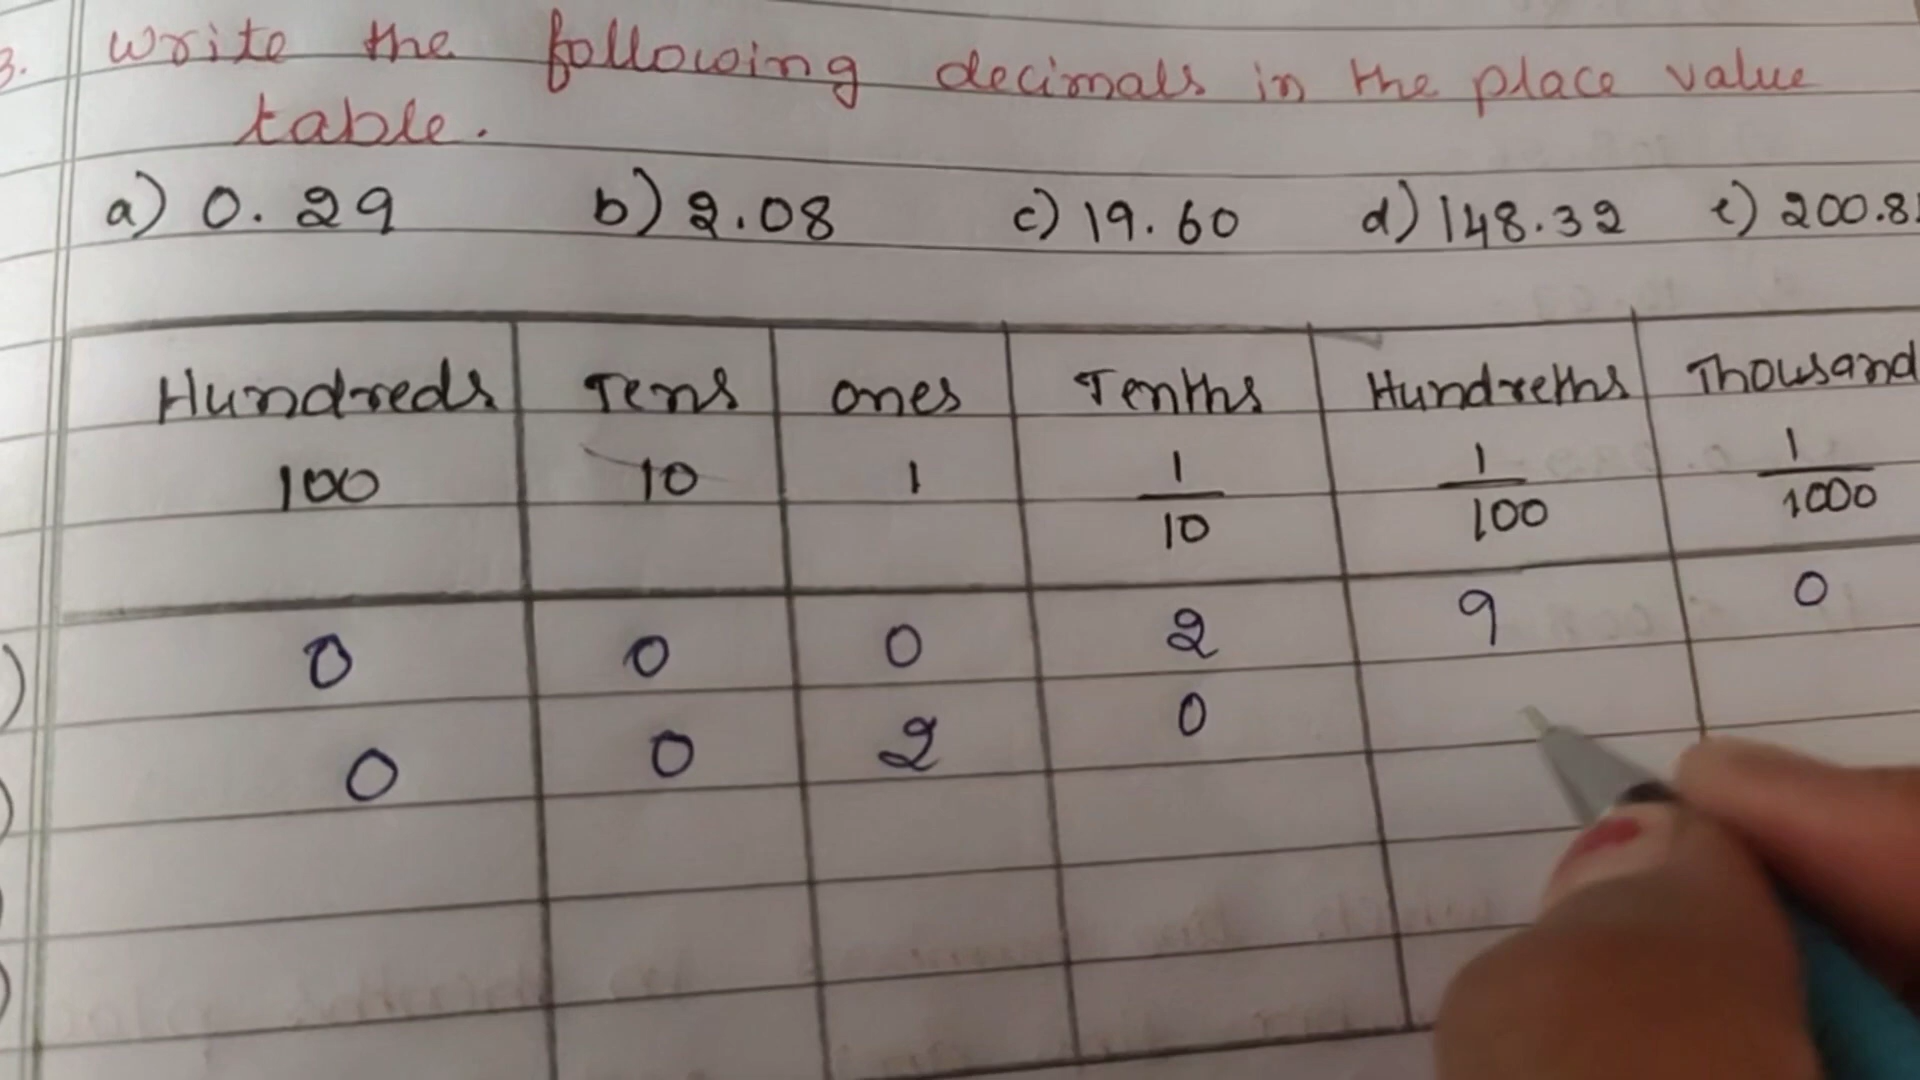 3. Write the following decimals in the place value
table.
a) 0.29 b) 2.08 c) 19.60 d) 148.32 e) 200.8
Hundreds Tens ones Tenths Hundreths Thousand
100 10 1 1/10 1/100 1/1000
) 0 0 0 2 9 0
) 0 0 2 0